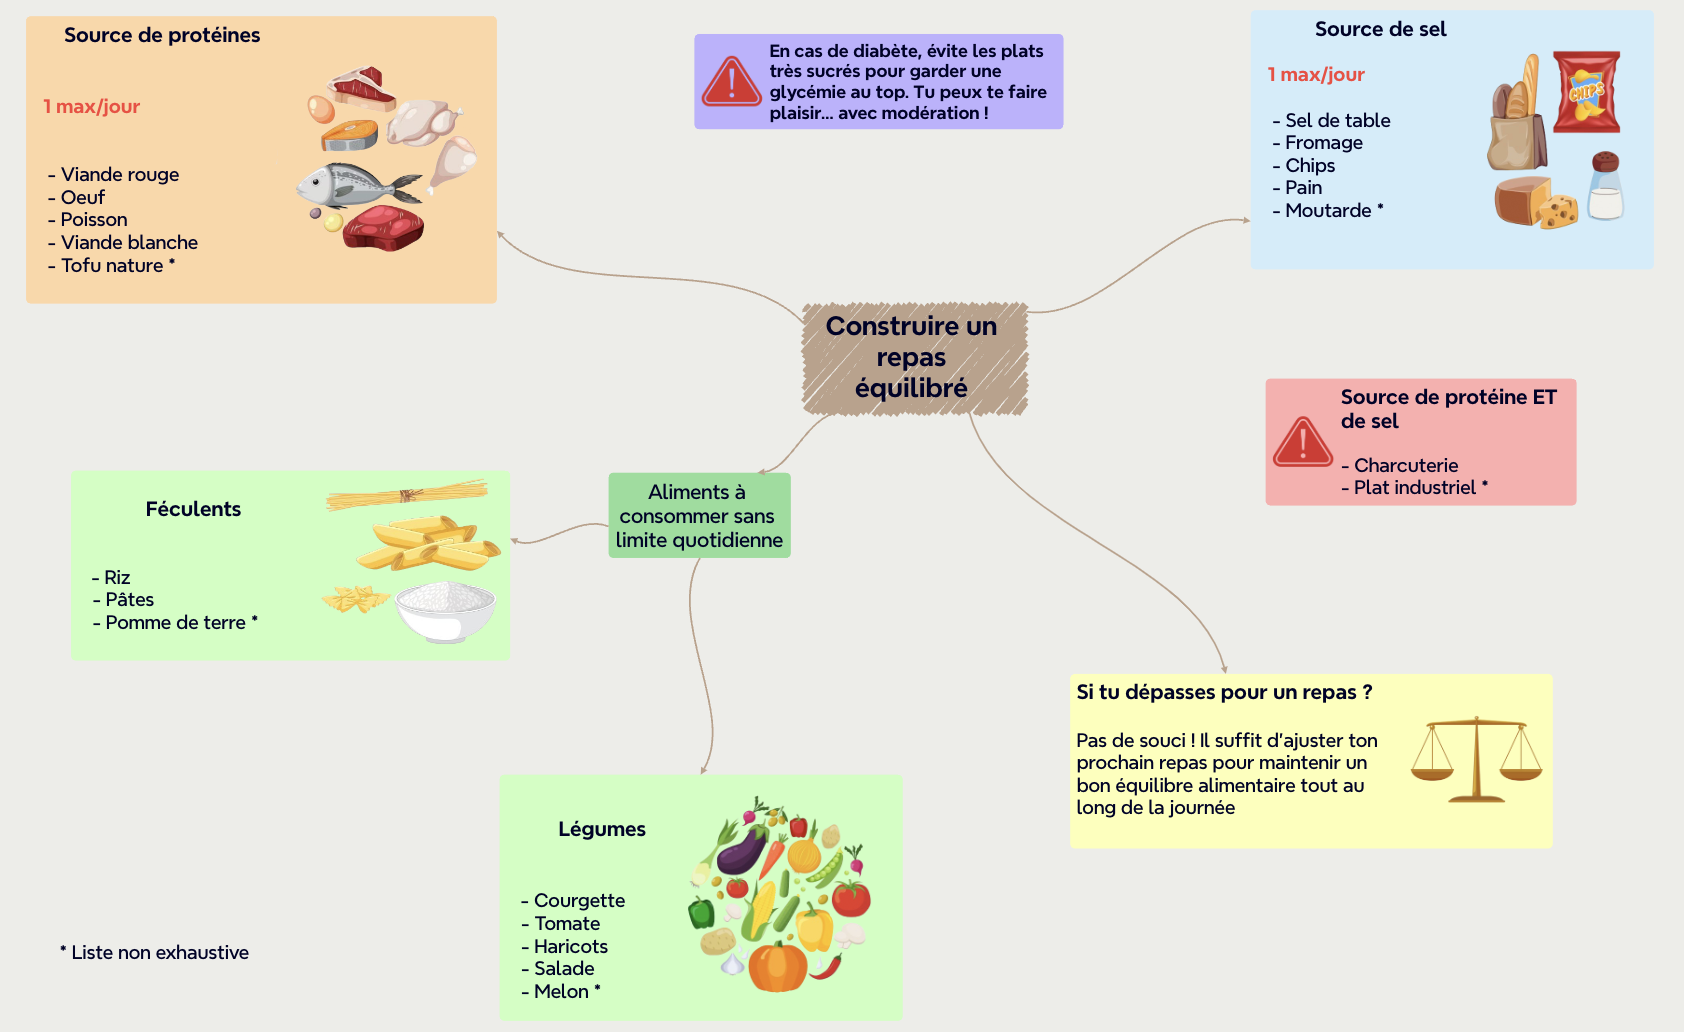 Source de protéines
1 max/jour
- Viande rouge
- Oeuf
- Poisson
- Viande blanche
- Tofu nature *
En cas de diabète, évite les plats
très sucrés pour garder une
glycémie au top. Tu peux te faire
plaisir... avec modération !
Source de sel
1 max/jour
- Sel de table
- Fromage
- Chips
- Pain
- Moutarde *
CHIPS
Construire un
repas
équilibré
Source de protéine ET
de sel
- Charcuterie
- Plat industriel *
Aliments à
consommer sans
limite quotidienne
Féculents
- Riz
- Pâtes
- Pomme de terre *
Si tu dépasses pour un repas ?
Pas de souci ! Il suffit d'ajuster ton
prochain repas pour maintenir un
bon équilibre alimentaire tout au
long de la journée
Légumes
- Courgette
- Tomate
- Haricots
- Salade
- Melon *
* Liste non exhaustive